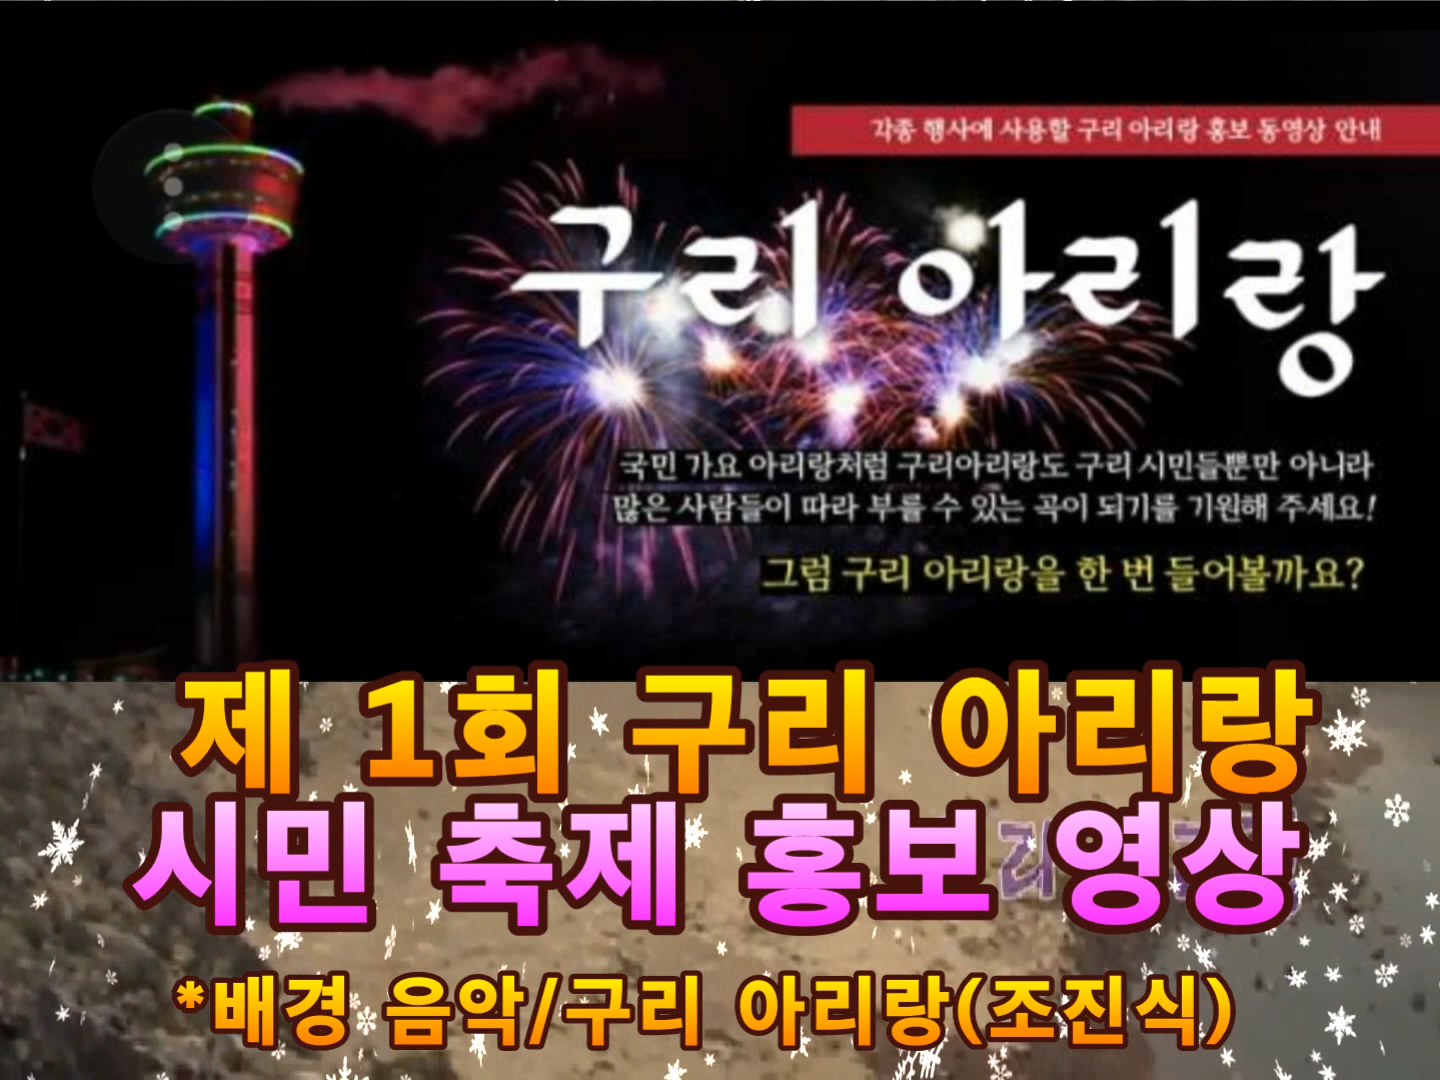 각종 행사에 사용할 구리 아리랑 홍보 동영상 안내
구리 아리랑
국민 가요 아리랑처럼 구리아리랑도 구리 시민들뿐만 아니라
많은 사람들이 따라 부를 수 있는 곡이 되기를 기원해 주세요!
그럼 구리 아리랑을 한 번 들어볼까요?
제 1회 구리 아리랑
시민 축제 홍보 영상
*배경 음악/구리 아리랑(조진식)